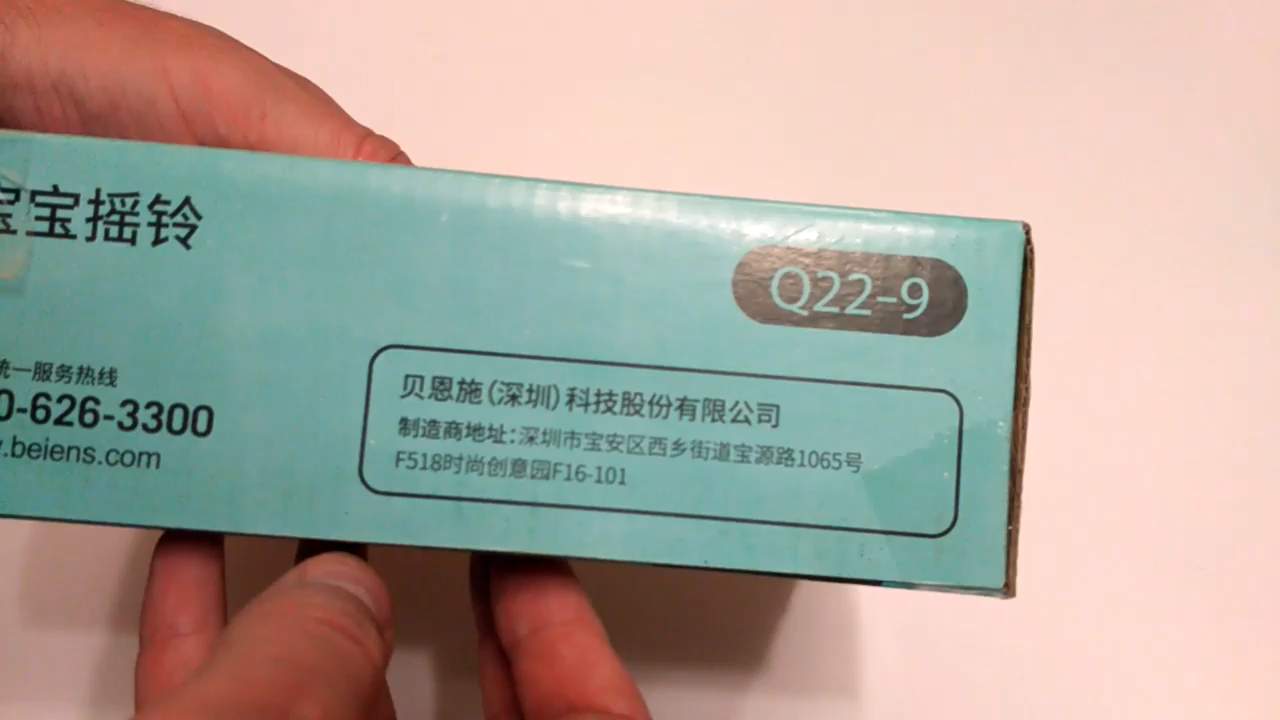 宝宝摇铃
Q22-9
统一服务热线
0-626-3300
.beiens.com
贝恩施(深圳)科技股份有限公司
制造商地址:深圳市宝安区西乡街道宝源路1065号
F518时尚创意园F16-101